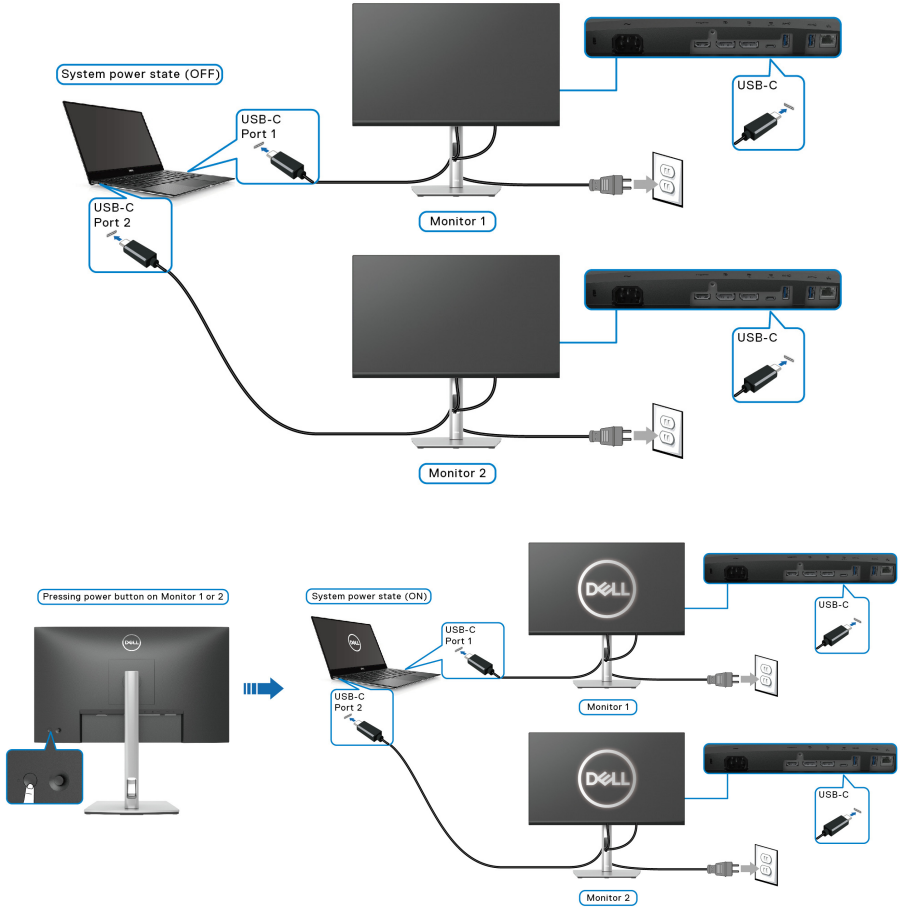 System power state (OFF)
USB-C
Port 1
USB-C
Port 2
USB-C
Monitor 1
USB-C
Monitor 2
Pressing power button on Monitor 1 or 2
DELL
System power state (ON)
DELL
USB-C
Port 1
USB-C
Port 2
DELL
USB-C
Monitor 1
DELL
USB-C
Monitor 2